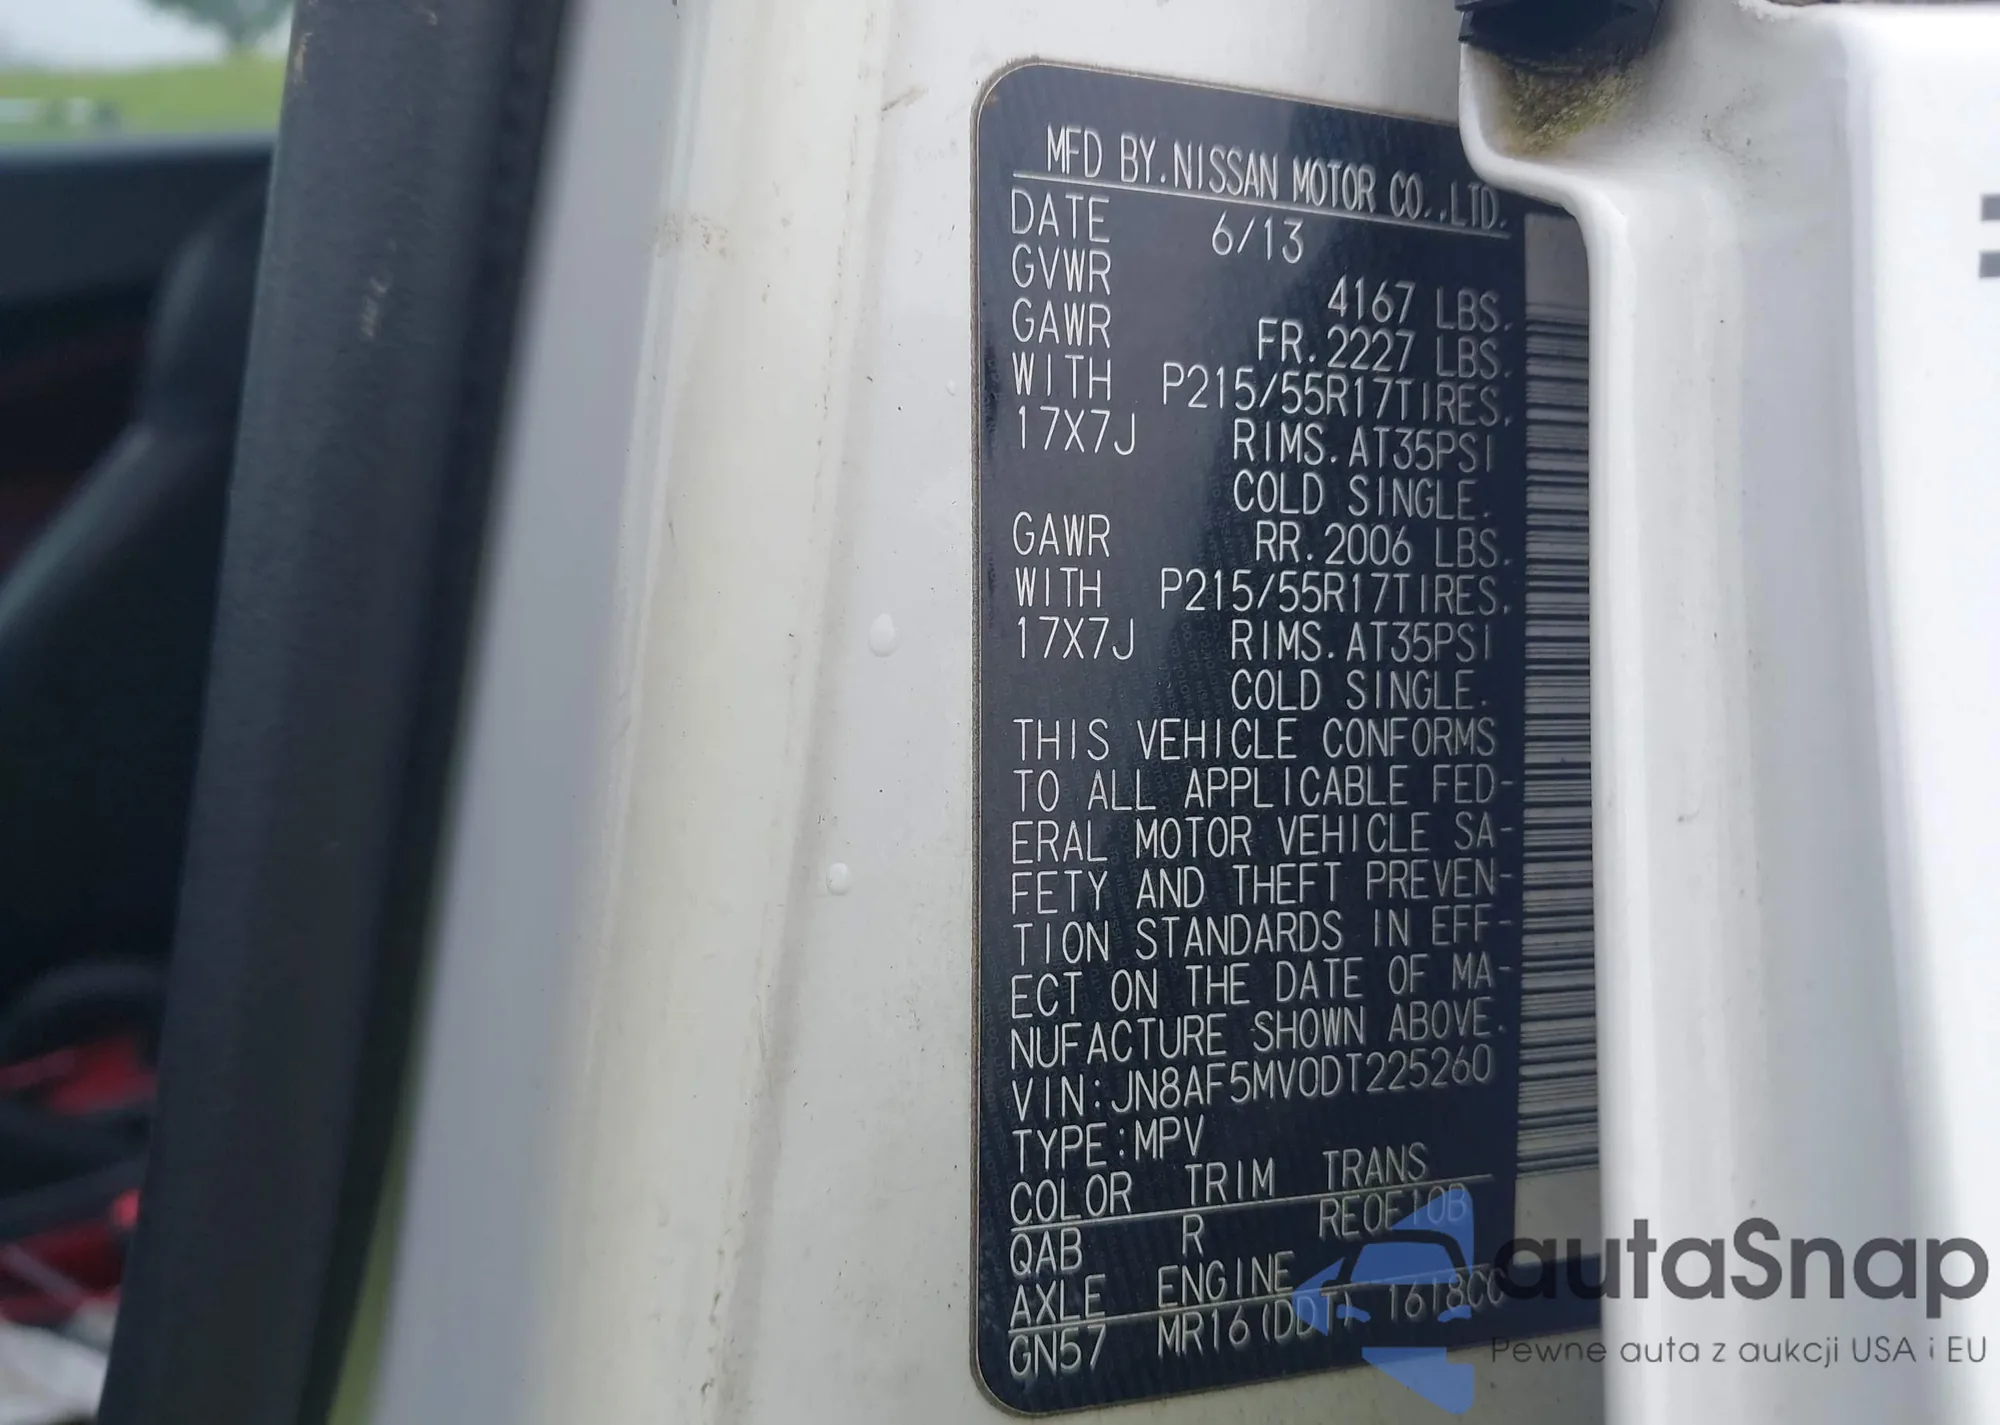 MFD BY.NISSAN MOTOR CO.,LTD.
DATE 6/13
GVWR 4167 LBS.
GAWR FR.2227 LBS.
WITH P215/55R17TIRES,
17X7J RIMS.AT35PSI
COLD SINGLE.
GAWR RR.2006 LBS.
WITH P215/55R17TIRES,
17X7J RIMS.AT35PSI
COLD SINGLE.
THIS VEHICLE CONFORMS
TO ALL APPLICABLE FED-
ERAL MOTOR VEHICLE SA-
FETY AND THEFT PREVEN-
TION STANDARDS IN EFF-
ECT ON THE DATE OF MA-
NUFACTURE SHOWN ABOVE.
VIN:JN8AF5MV0DT225260
TYPE:MPV
COLOR TRIM TRANS
QAB R RE0F10B
AXLE ENGINE
GN57 MR16(DDT) 1618CC
autaSnap
Pewne auta z aukcji USA i EU